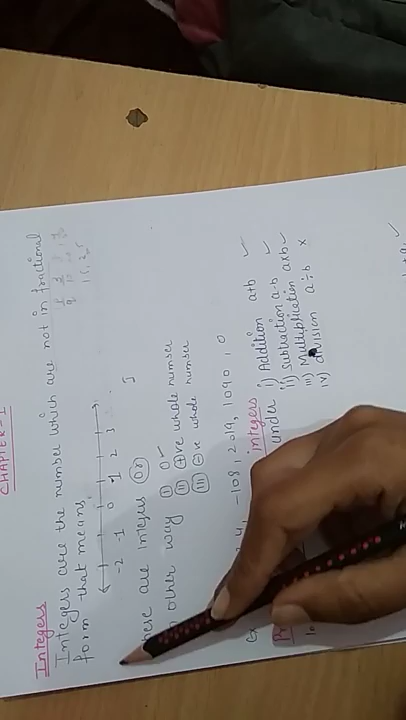 CHAPTER-1
Integers
Integers are the number which are not in fractional
form that means,
-2 -1 0 1 2 3
hese are integers (or)
other way (i) 0
(ii) ⊕ve whole number
(iii) ⊖ve whole number
-108, 2019, 1090, 0
integers
under i) Addition a+b ✓
ii) subtraction a-b ✓
iii) Multiplication axb ✓
iv) division a÷b ×